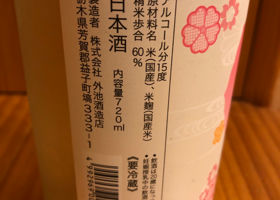 アルコール分15度
原材料名 米(国産)、米麹(国産米)
精米歩合 60%
日本酒 内容量720ml
製造者 株式会社 外池酒造店
栃木県芳賀郡益子町塙333-1
《要冷蔵》